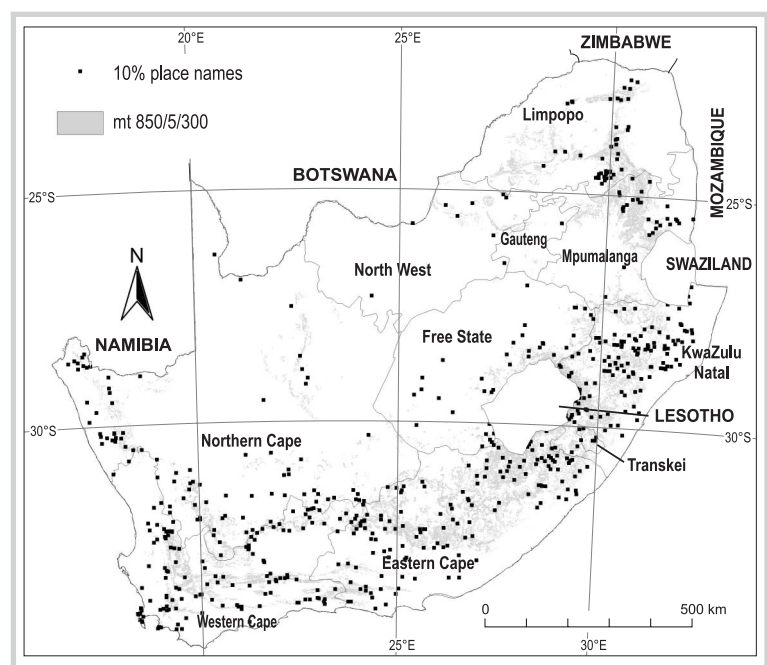 20°E
25°E
30°E
ZIMBABWE
10% place names
mt 850/5/300
Limpopo
MOZAMBIQUE
BOTSWANA
25°S
25°S
N
Gauteng
Mpumalanga
North West
SWAZILAND
NAMIBIA
Free State
KwaZulu
Natal
LESOTHO
30°S
Northern Cape
30°S
Transkei
Eastern Cape
Western Cape
0 500 km
25°E
30°E